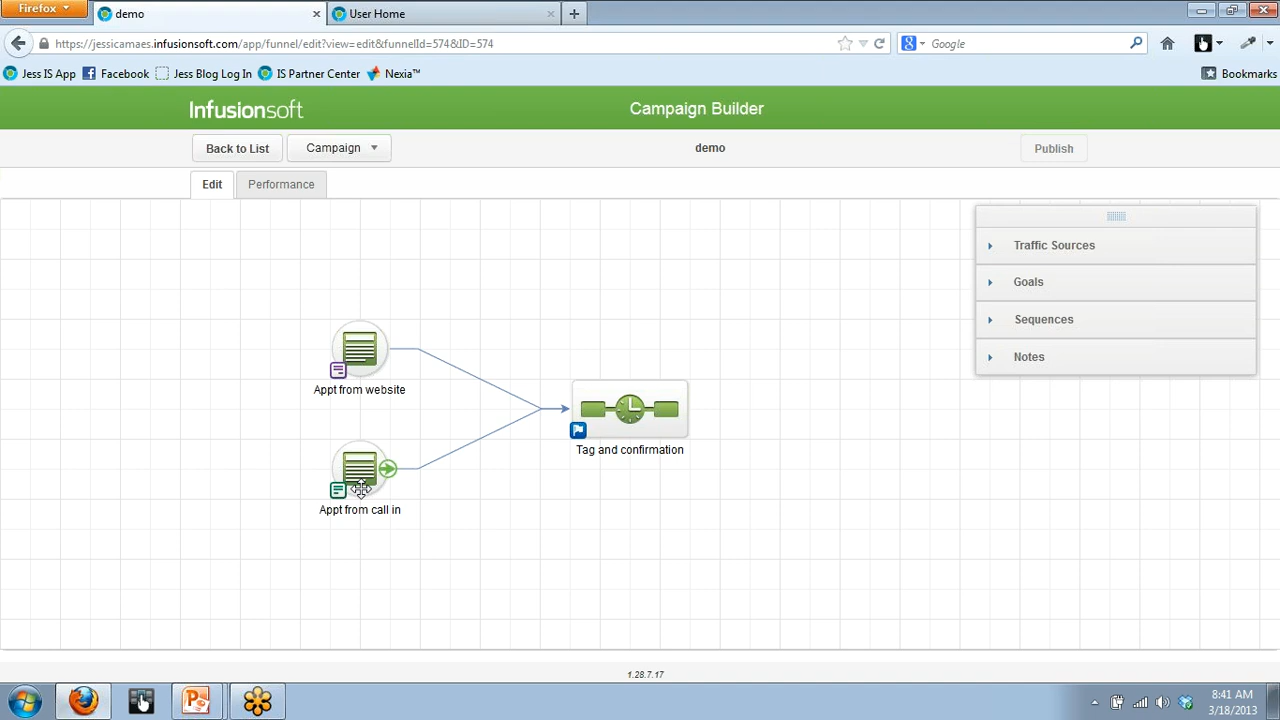 Firefox
demo
User Home
https://jessicamaes.infusionsoft.com/app/funnel/edit?view=edit&funnelId=574&ID=574
Google
Jess IS App
Facebook
Jess Blog Log In
IS Partner Center
Nexia™
Bookmarks
Infusionsoft
Campaign Builder
Back to List
Campaign
demo
Publish
Edit
Performance
Traffic Sources
Goals
Sequences
Notes
Appt from website
Tag and confirmation
Appt from call in
1.28.7.17
8:41 AM
3/18/2013